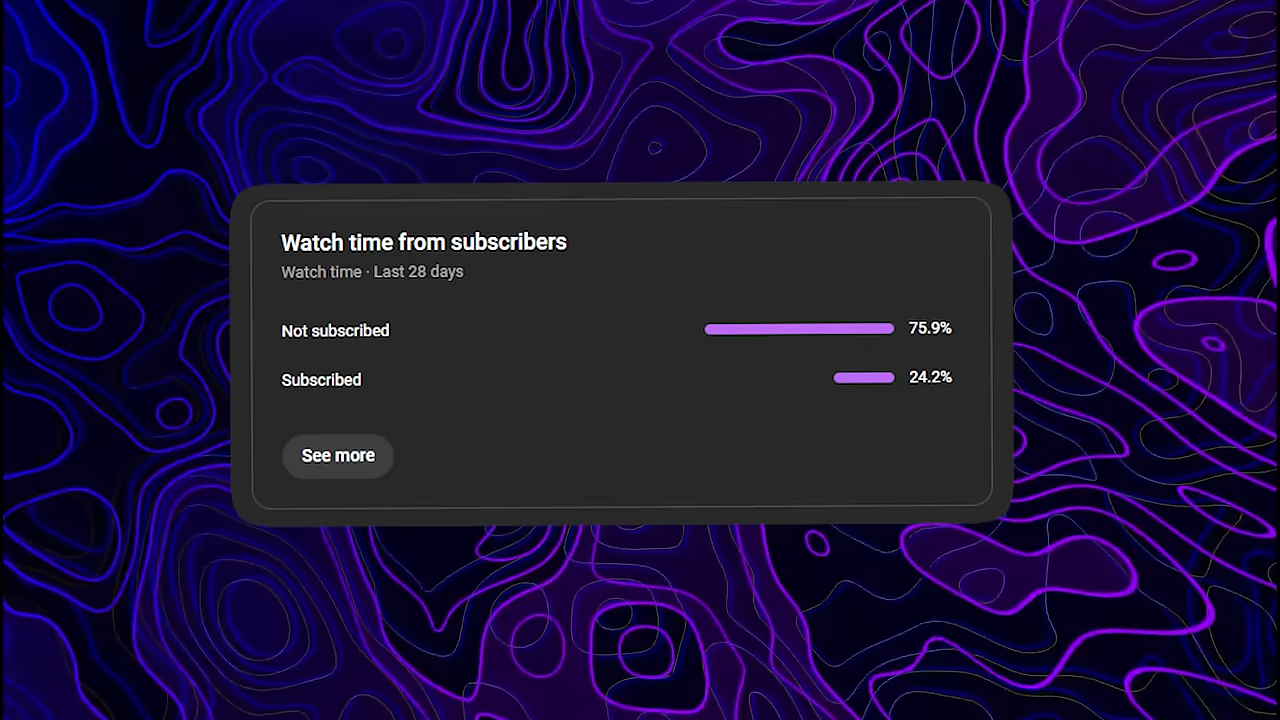 Watch time from subscribers
Watch time · Last 28 days
Not subscribed 75.9%
Subscribed 24.2%
See more